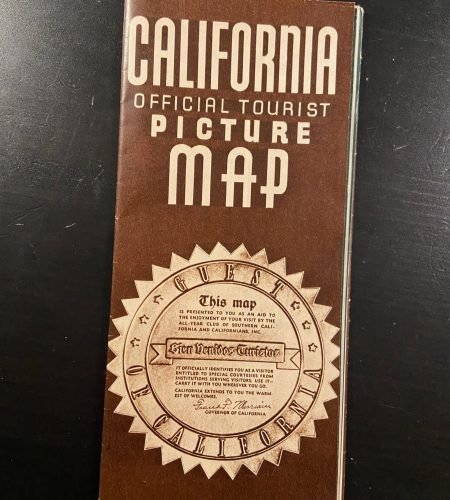 CALIFORNIA
OFFICIAL TOURIST
PICTURE
MAP
GUEST
This map
IS PRESENTED TO YOU AS AN AID TO
THE ENJOYMENT OF YOUR VISIT BY THE
ALL-YEAR CLUB OF SOUTHERN CALI-
FORNIA AND CALIFORNIANS, INC.
Bien Venidos Turistas
IT OFFICIALLY IDENTIFIES YOU AS A VISITOR
ENTITLED TO SPECIAL COURTESIES FROM
INSTITUTIONS SERVING VISITORS. USE IT—
CARRY IT WITH YOU WHEREVER YOU GO.
CALIFORNIA EXTENDS TO YOU THE WARM-
EST OF WELCOMES.
Frank F. Merriam
GOVERNOR OF CALIFORNIA
OF CALIFORNIA